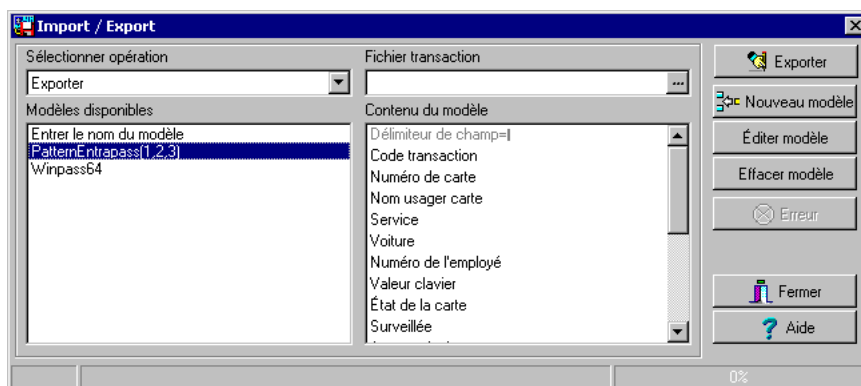 Import / Export
Sélectionner opération
Exporter
Fichier transaction
...
Modèles disponibles
Entrer le nom du modèle
PatternEntrapass(1,2,3)
Winpass64
Contenu du modèle
Délimiteur de champ=|
Code transaction
Numéro de carte
Nom usager carte
Service
Voiture
Numéro de l'employé
Valeur clavier
État de la carte
Surveillée
Exporter
Nouveau modèle
Éditer modèle
Effacer modèle
Erreur
Fermer
Aide
0%